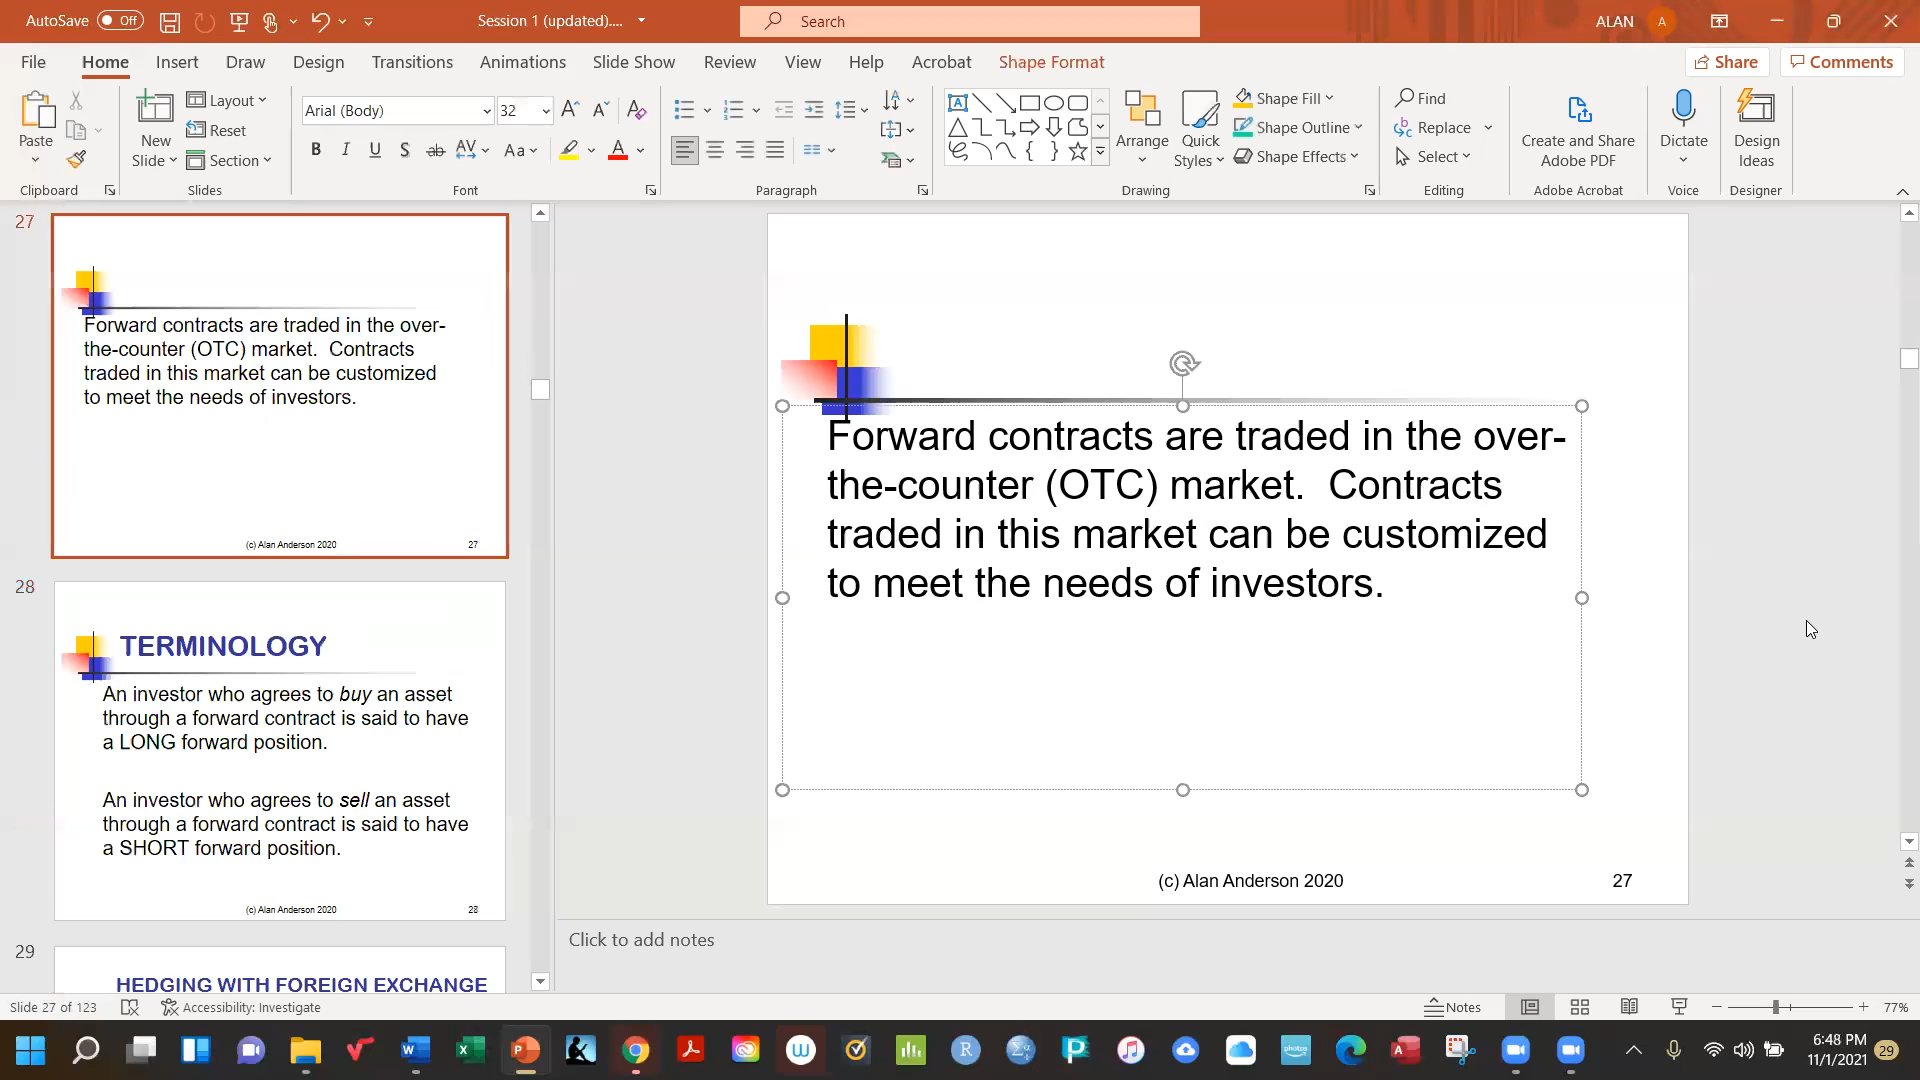 AutoSave Off
Session 1 (updated)....
Search
ALAN A
File Home Insert Draw Design Transitions Animations Slide Show Review View Help Acrobat Shape Format
Share Comments
Paste
New
Slide
Layout
Reset
Section
Arial (Body) 32
B I U S ab AV Aa A
Arrange
Quick
Styles
Shape Fill
Shape Outline
Shape Effects
Find
Replace
Select
Create and Share
Adobe PDF
Dictate
Design
Ideas
Clipboard Slides Font Paragraph Drawing Editing Adobe Acrobat Voice Designer
27
Forward contracts are traded in the over-
the-counter (OTC) market.  Contracts
traded in this market can be customized
to meet the needs of investors.
(c) Alan Anderson 2020 27
28
TERMINOLOGY
An investor who agrees to buy an asset
through a forward contract is said to have
a LONG forward position.
An investor who agrees to sell an asset
through a forward contract is said to have
a SHORT forward position.
(c) Alan Anderson 2020 28
29
HEDGING WITH FOREIGN EXCHANGE
Forward contracts are traded in the over-
the-counter (OTC) market.  Contracts
traded in this market can be customized
to meet the needs of investors.
(c) Alan Anderson 2020 27
Click to add notes
Slide 27 of 123
Accessibility: Investigate
Notes
77%
6:48 PM
11/1/2021
29